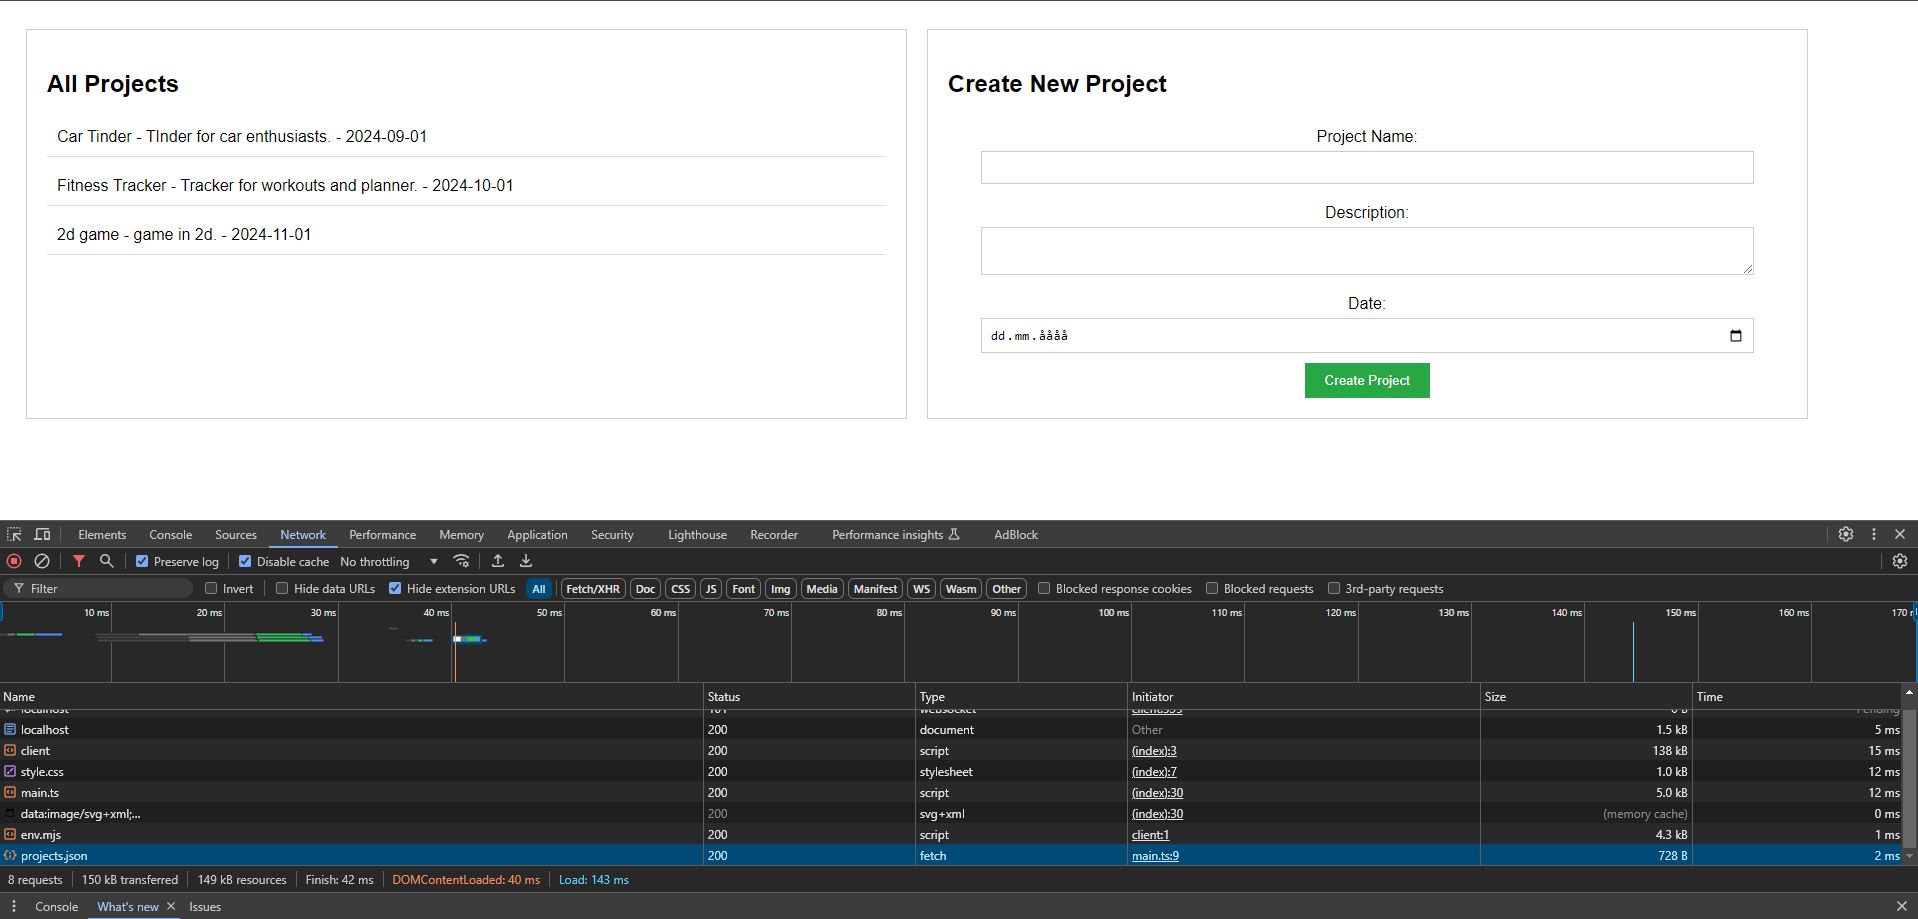 All Projects
Car Tinder - TInder for car enthusiasts. - 2024-09-01
Fitness Tracker - Tracker for workouts and planner. - 2024-10-01
2d game - game in 2d. - 2024-11-01
Create New Project
Project Name:
Description:
Date:
dd.mm.åååå
Create Project
Elements Console Sources Network Performance Memory Application Security Lighthouse Recorder Performance insights AdBlock
Preserve log Disable cache No throttling
Filter Invert Hide data URLs Hide extension URLs All Fetch/XHR Doc CSS JS Font Img Media Manifest WS Wasm Other Blocked response cookies Blocked requests 3rd-party requests
10 ms 20 ms 30 ms 40 ms 50 ms 60 ms 70 ms 80 ms 90 ms 100 ms 110 ms 120 ms 130 ms 140 ms 150 ms 160 ms 170
Name Status Type Initiator Size Time
localhost 101 websocket client:535 0 B Pending
localhost 200 document Other 1.5 kB 5 ms
client 200 script (index):3 138 kB 15 ms
style.css 200 stylesheet (index):7 1.0 kB 12 ms
main.ts 200 script (index):30 5.0 kB 12 ms
data:image/svg+xml;... 200 svg+xml (index):30 (memory cache) 0 ms
env.mjs 200 script client:1 4.3 kB 1 ms
projects.json 200 fetch main.ts:9 728 B 2 ms
8 requests 150 kB transferred 149 kB resources Finish: 42 ms DOMContentLoaded: 40 ms Load: 143 ms
Console What's new Issues